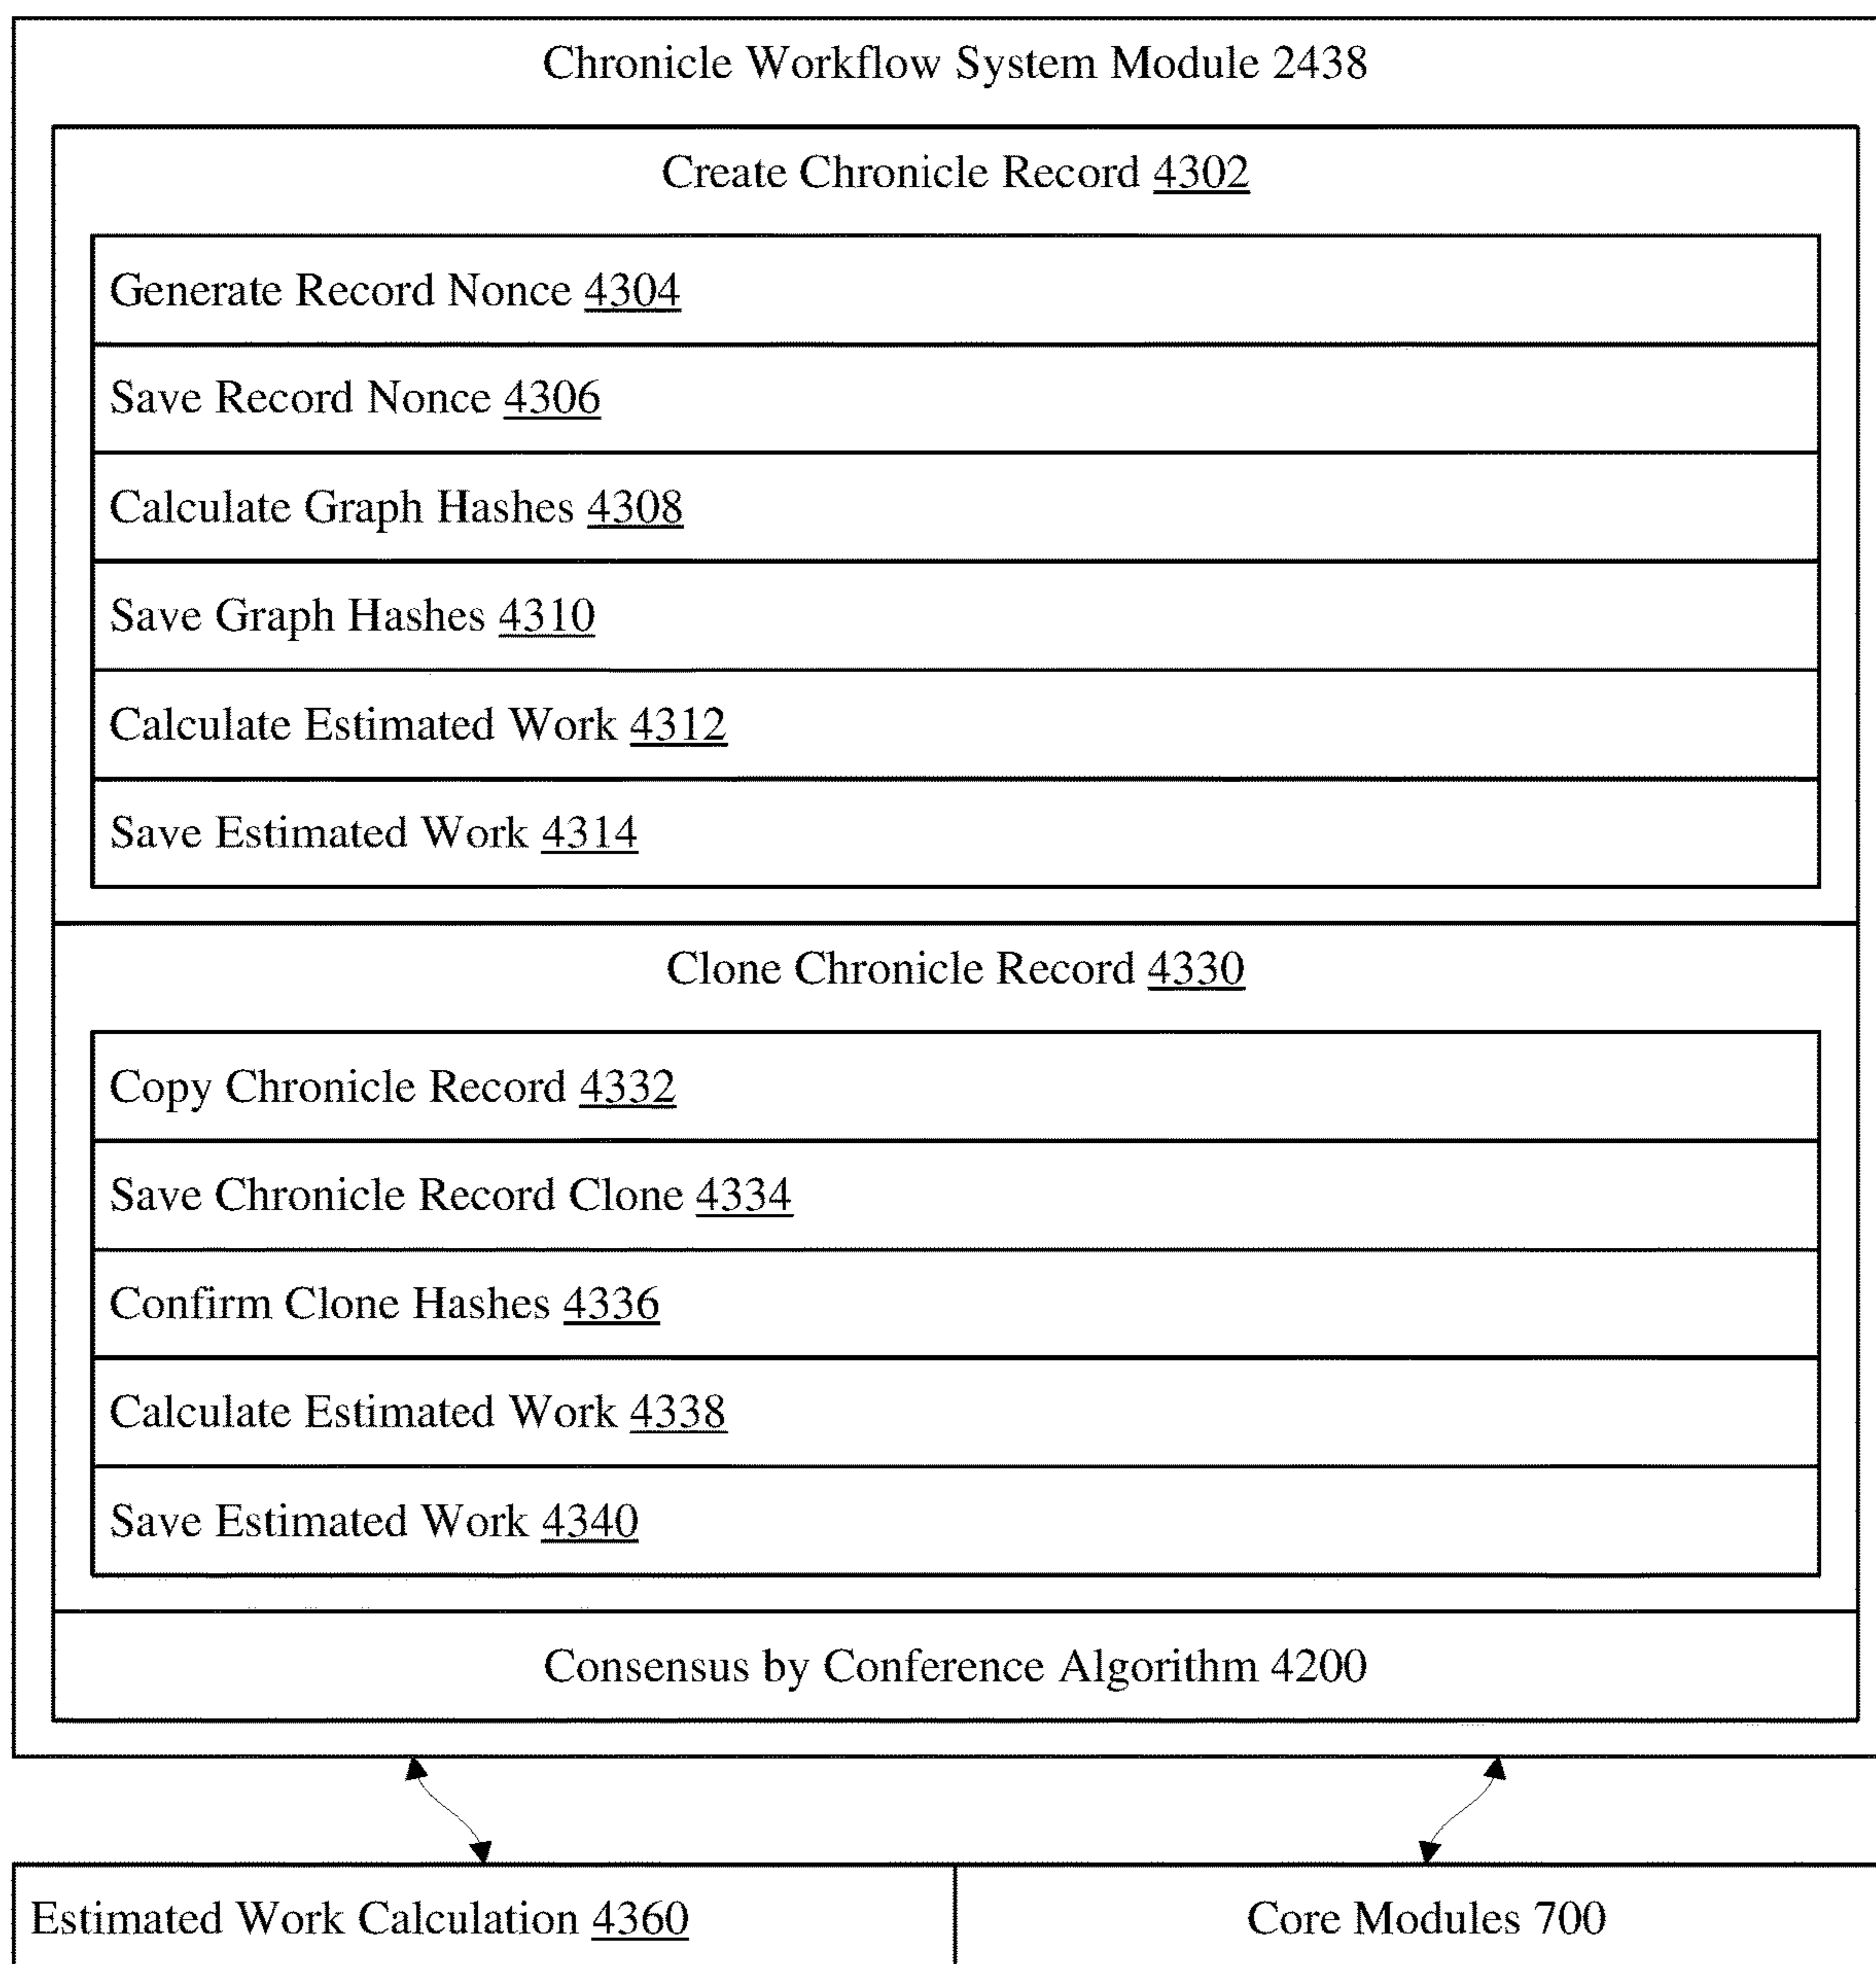 Chronicle Workflow System Module 2438
Create Chronicle Record 4302
Generate Record Nonce 4304
Save Record Nonce 4306
Calculate Graph Hashes 4308
Save Graph Hashes 4310
Calculate Estimated Work 4312
Save Estimated Work 4314
Clone Chronicle Record 4330
Copy Chronicle Record 4332
Save Chronicle Record Clone 4334
Confirm Clone Hashes 4336
Calculate Estimated Work 4338
Save Estimated Work 4340
Consensus by Conference Algorithm 4200
Estimated Work Calculation 4360
Core Modules 700